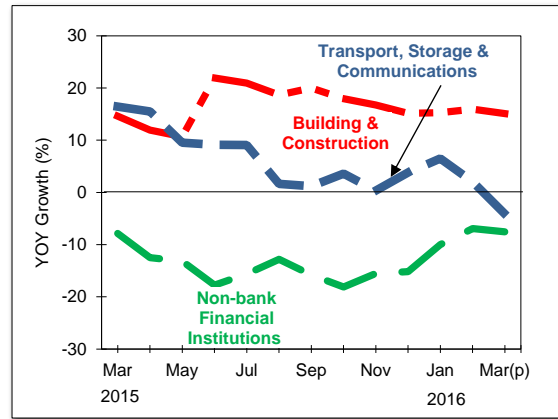 YOY Growth (%)
30
20
10
0
-10
-20
-30
Transport, Storage &
Communications
Building &
Construction
Non-bank
Financial
Institutions
Mar May Jul Sep Nov Jan Mar(p)
2015 2016